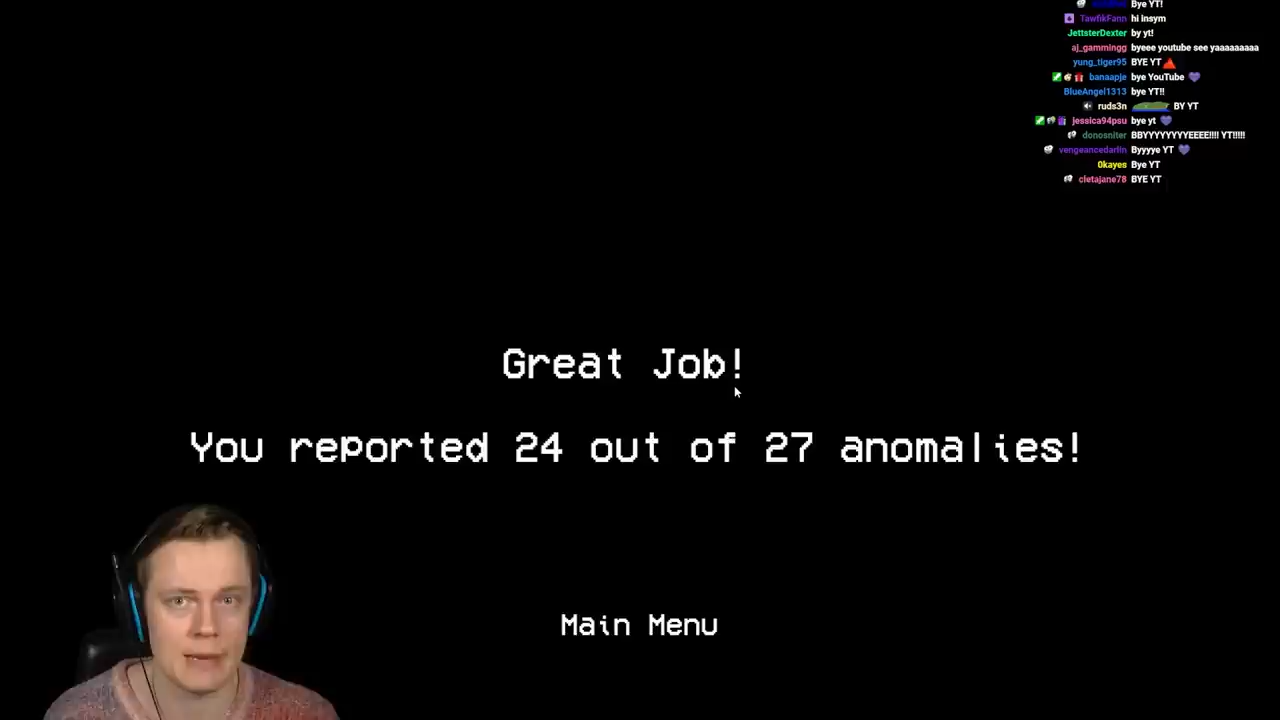 Bye YT!
TawfikFann hi insym
JettsterDexter by yt!
aj_gammingg byeee youtube see yaaaaaaaaa
yung_tiger95 BYE YT
banaapje bye YouTube
BlueAngel1313 bye YT!!
ruds3n BY YT
jessica94psu bye yt
donosniter BBYYYYYYYYEEEE!!!! YT!!!!!
vengeancedarlin Byyyye YT
0kayes Bye YT
cletajane78 BYE YT
Great Job!
You reported 24 out of 27 anomalies!
Main Menu